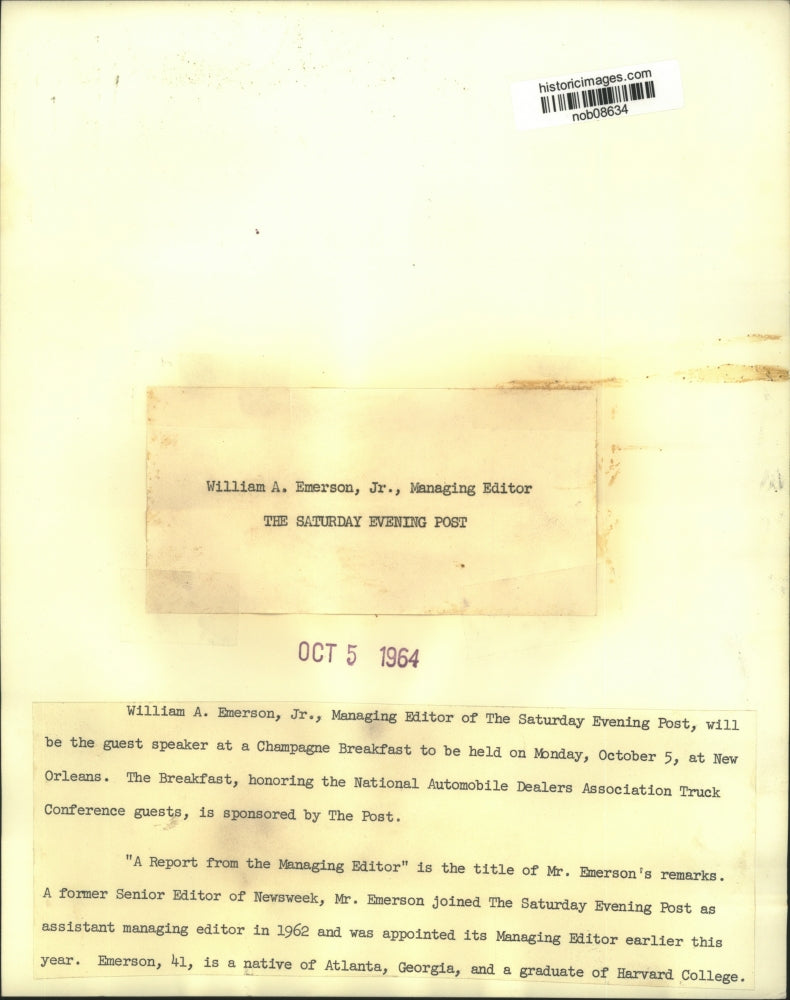 historicimages.com
nob08634
William A. Emerson, Jr., Managing Editor
THE SATURDAY EVENING POST
OCT 5 1964
William A. Emerson, Jr., Managing Editor of The Saturday Evening Post, will
be the guest speaker at a Champagne Breakfast to be held on Monday, October 5, at New
Orleans. The Breakfast, honoring the National Automobile Dealers Association Truck
Conference guests, is sponsored by The Post.
"A Report from the Managing Editor" is the title of Mr. Emerson's remarks.
A former Senior Editor of Newsweek, Mr. Emerson joined The Saturday Evening Post as
assistant managing editor in 1962 and was appointed its Managing Editor earlier this
year. Emerson, 41, is a native of Atlanta, Georgia, and a graduate of Harvard College.